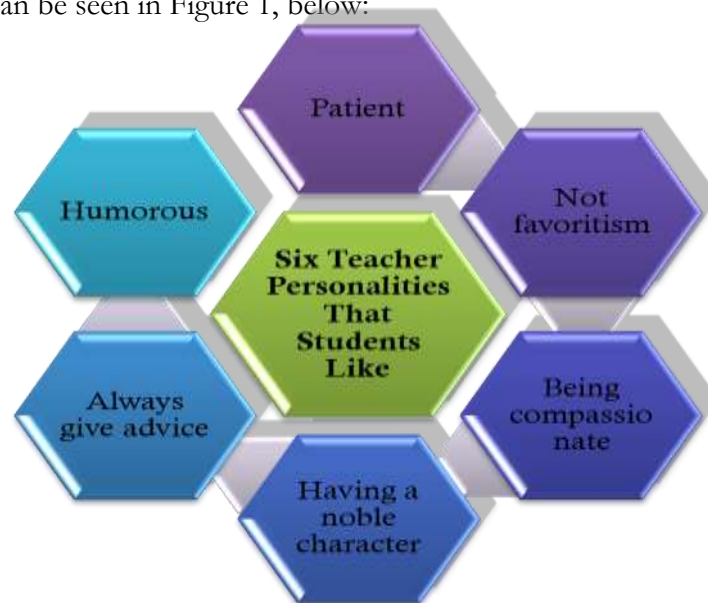 an be seen in Figure 1, below:
Patient
Not
favoritism
Being
compassio
nate
Having a
noble
character
Always
give advice
Humorous
Six Teacher
Personalities
That
Students
Like